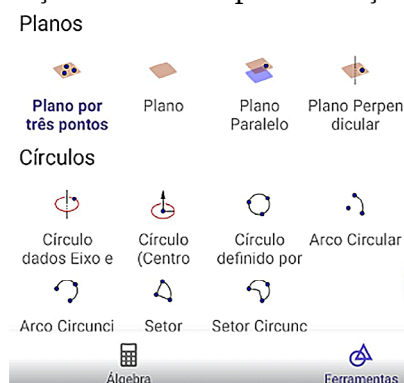 Planos
Plano por
três pontos
Plano
Plano
Paralelo
Plano Perpen
dicular
Círculos
Círculo
dados Eixo e
Círculo
(Centro
Círculo
definido por
Arco Circular
Arco Circunci
Setor
Setor Circunc
Álgebra
Ferramentas